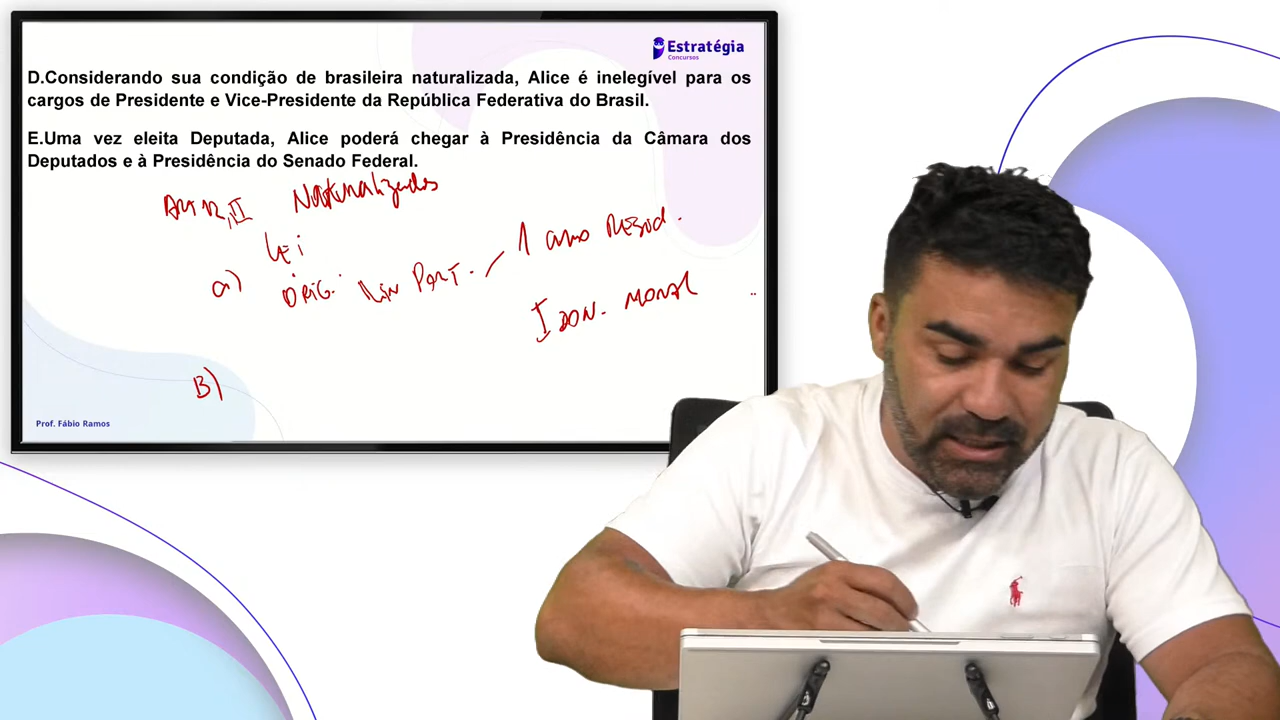 Estratégia
Concursos
D.Considerando sua condição de brasileira naturalizada, Alice é inelegível para os
cargos de Presidente e Vice-Presidente da República Federativa do Brasil.
E.Uma vez eleita Deputada, Alice poderá chegar à Presidência da Câmara dos
Deputados e à Presidência do Senado Federal.
Art 12, II Naturalizados
Lei
a) ORIG. Lín Port. 1 ano Resid.
IDON. MORAL
B)
Prof. Fábio Ramos